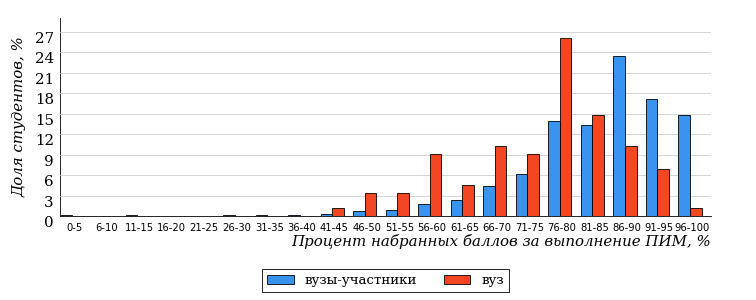 Доля студентов, %
27
24
21
18
15
12
9
6
3
0
0-5 6-10 11-15 16-20 21-25 26-30 31-35 36-40 41-45 46-50 51-55 56-60 61-65 66-70 71-75 76-80 81-85 86-90 91-95 96-100
Процент набранных баллов за выполнение ПИМ, %
вузы-участники вуз